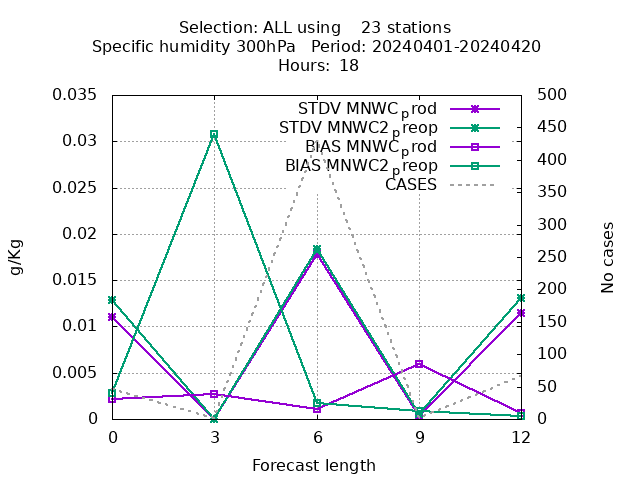 Selection: ALL using    23 stations
Specific humidity 300hPa   Period: 20240401-20240420
Hours: 18
STDV MNWC_prod
STDV MNWC2_preop
BIAS MNWC_prod
BIAS MNWC2_preop
CASES
g/Kg
0.035
0.03
0.025
0.02
0.015
0.01
0.005
0
500
450
400
350
300
250
200
150
100
50
0
No cases
0 3 6 9 12
Forecast length